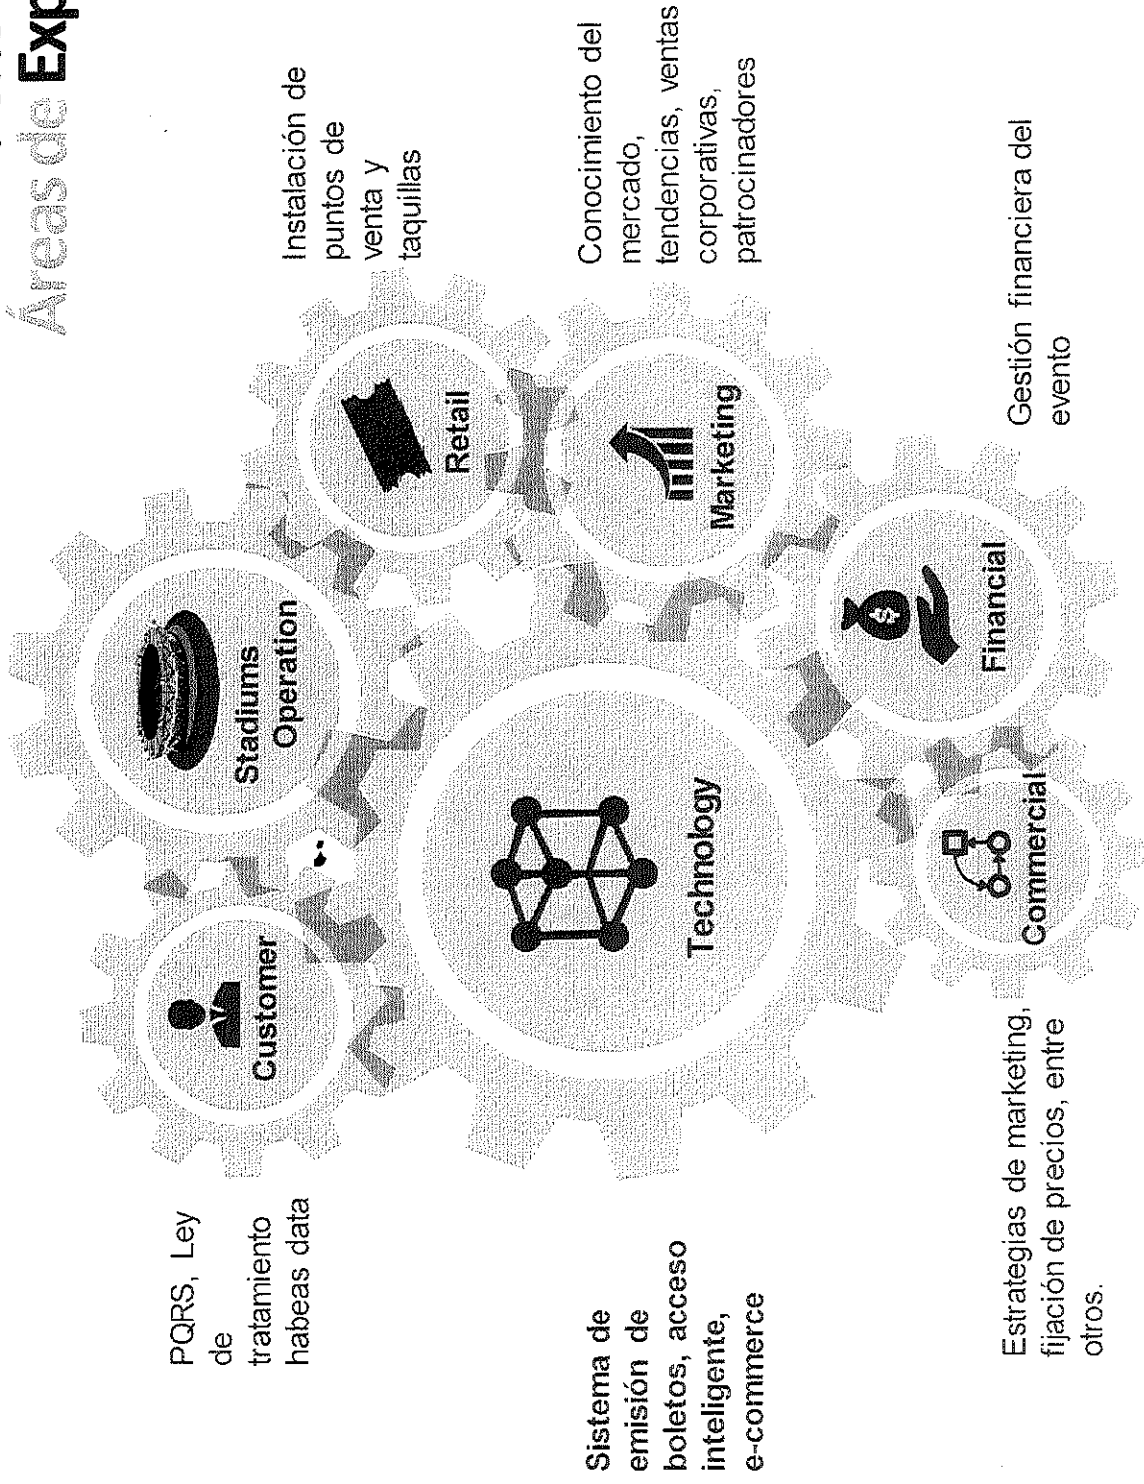 Áreas de Exp
PQRS, Ley
de
tratamiento
habeas data
Customer
Stadiums
Operation
Retail
Instalación de
puntos de
venta y
taquillas
Sistema de
emisión de
boletos, acceso
inteligente,
e-commerce
Technology
Marketing
Conocimiento del
mercado,
tendencias, ventas
corporativas,
patrocinadores
Estrategias de marketing,
fijación de precios, entre
otros.
Commercial
Financial
Gestión financiera del
evento